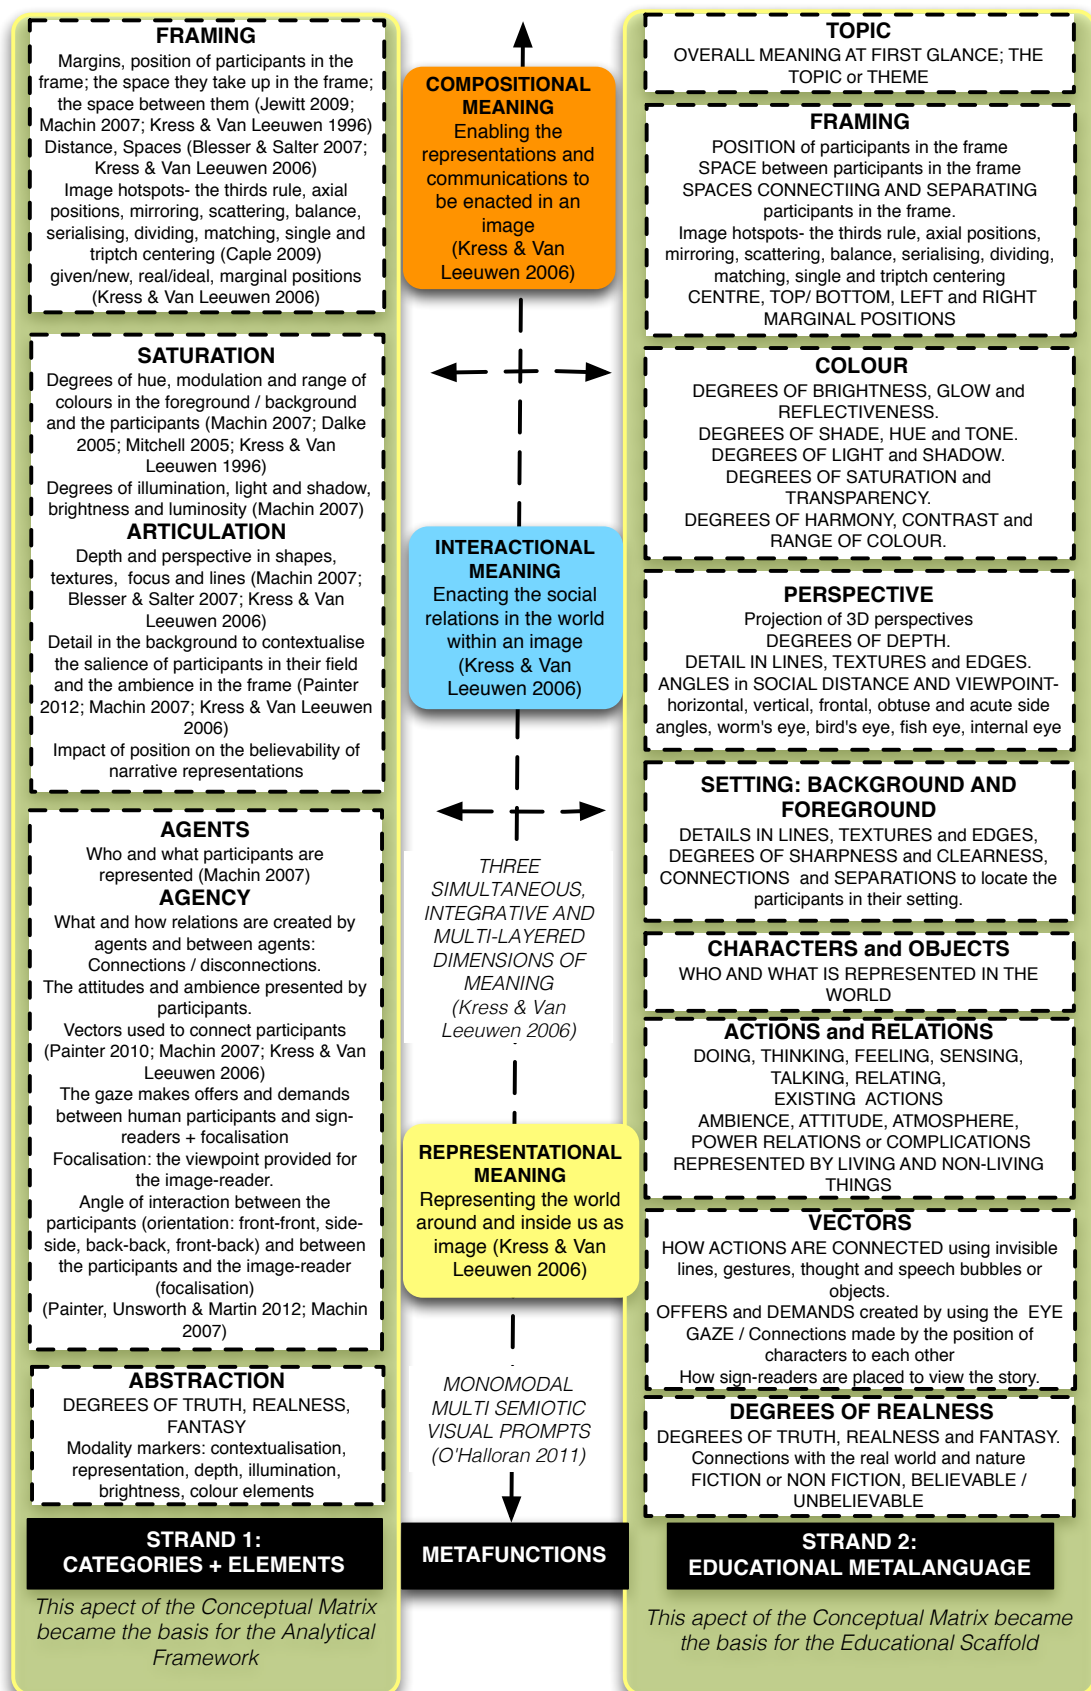 FRAMING
Margins, position of participants in the
frame; the space they take up in the frame;
the space between them (Jewitt 2009;
Machin 2007; Kress & Van Leeuwen 1996)
Distance, Spaces (Blesser & Salter 2007;
Kress & Van Leeuwen 2006)
Image hotspots- the thirds rule, axial
positions, mirroring, scattering, balance,
serialising, dividing, matching, single and
triptch centering (Caple 2009)
given/new, real/ideal, marginal positions
(Kress & Van Leeuwen 2006)
SATURATION
Degrees of hue, modulation and range of
colours in the foreground / background
and the participants (Machin 2007; Dalke
2005; Mitchell 2005; Kress & Van
Leeuwen 1996)
Degrees of illumination, light and shadow,
brightness and luminosity (Machin 2007)
ARTICULATION
Depth and perspective in shapes,
textures, focus and lines (Machin 2007;
Blesser & Salter 2007; Kress & Van
Leeuwen 2006)
Detail in the background to contextualise
the salience of participants in their field
and the ambience in the frame (Painter
2012; Machin 2007; Kress & Van Leeuwen
2006)
Impact of position on the believability of
narrative representations
AGENTS
Who and what participants are
represented (Machin 2007)
AGENCY
What and how relations are created by
agents and between agents:
Connections / disconnections.
The attitudes and ambience presented by
participants.
Vectors used to connect participants
(Painter 2010; Machin 2007; Kress & Van
Leeuwen 2006)
The gaze makes offers and demands
between human participants and sign-
readers + focalisation
Focalisation: the viewpoint provided for
the image-reader.
Angle of interaction between the
participants (orientation: front-front, side-
side, back-back, front-back) and between
the participants and the image-reader
(focalisation)
(Painter, Unsworth & Martin 2012; Machin
2007)
ABSTRACTION
DEGREES OF TRUTH, REALNESS,
FANTASY
Modality markers: contextualisation,
representation, depth, illumination,
brightness, colour elements
STRAND 1:
CATEGORIES + ELEMENTS
This apect of the Conceptual Matrix
became the basis for the Analytical
Framework
COMPOSITIONAL
MEANING
Enabling the
representations and
communications to
be enacted in an
image
(Kress & Van
Leeuwen 2006)
INTERACTIONAL
MEANING
Enacting the social
relations in the world
within an image
(Kress & Van
Leeuwen 2006)
THREE
SIMULTANEOUS,
INTEGRATIVE AND
MULTI-LAYERED
DIMENSIONS OF
MEANING
(Kress & Van
Leeuwen 2006)
REPRESENTATIONAL
MEANING
Representing the world
around and inside us as
image (Kress & Van
Leeuwen 2006)
MONOMODAL
MULTI SEMIOTIC
VISUAL PROMPTS
(O'Halloran 2011)
METAFUNCTIONS
TOPIC
OVERALL MEANING AT FIRST GLANCE; THE
TOPIC or THEME
FRAMING
POSITION of participants in the frame
SPACE between participants in the frame
SPACES CONNECTIING AND SEPARATING
participants in the frame.
Image hotspots- the thirds rule, axial positions,
mirroring, scattering, balance, serialising, dividing,
matching, single and triptch centering
CENTRE, TOP/ BOTTOM, LEFT and RIGHT
MARGINAL POSITIONS
COLOUR
DEGREES OF BRIGHTNESS, GLOW and
REFLECTIVENESS.
DEGREES OF SHADE, HUE and TONE.
DEGREES OF LIGHT and SHADOW.
DEGREES OF SATURATION and
TRANSPARENCY.
DEGREES OF HARMONY, CONTRAST and
RANGE OF COLOUR.
PERSPECTIVE
Projection of 3D perspectives
DEGREES OF DEPTH.
DETAIL IN LINES, TEXTURES and EDGES.
ANGLES in SOCIAL DISTANCE AND VIEWPOINT-
horizontal, vertical, frontal, obtuse and acute side
angles, worm's eye, bird's eye, fish eye, internal eye
SETTING: BACKGROUND AND
FOREGROUND
DETAILS IN LINES, TEXTURES and EDGES,
DEGREES OF SHARPNESS and CLEARNESS,
CONNECTIONS and SEPARATIONS to locate the
participants in their setting.
CHARACTERS and OBJECTS
WHO AND WHAT IS REPRESENTED IN THE
WORLD
ACTIONS and RELATIONS
DOING, THINKING, FEELING, SENSING,
TALKING, RELATING,
EXISTING ACTIONS
AMBIENCE, ATTITUDE, ATMOSPHERE,
POWER RELATIONS or COMPLICATIONS
REPRESENTED BY LIVING AND NON-LIVING
THINGS
VECTORS
HOW ACTIONS ARE CONNECTED using invisible
lines, gestures, thought and speech bubbles or
objects.
OFFERS and DEMANDS created by using the EYE
GAZE / Connections made by the position of
characters to each other
How sign-readers are placed to view the story.
DEGREES OF REALNESS
DEGREES OF TRUTH, REALNESS and FANTASY.
Connections with the real world and nature
FICTION or NON FICTION, BELIEVABLE /
UNBELIEVABLE
STRAND 2:
EDUCATIONAL METALANGUAGE
This apect of the Conceptual Matrix became
the basis for the Educational Scaffold